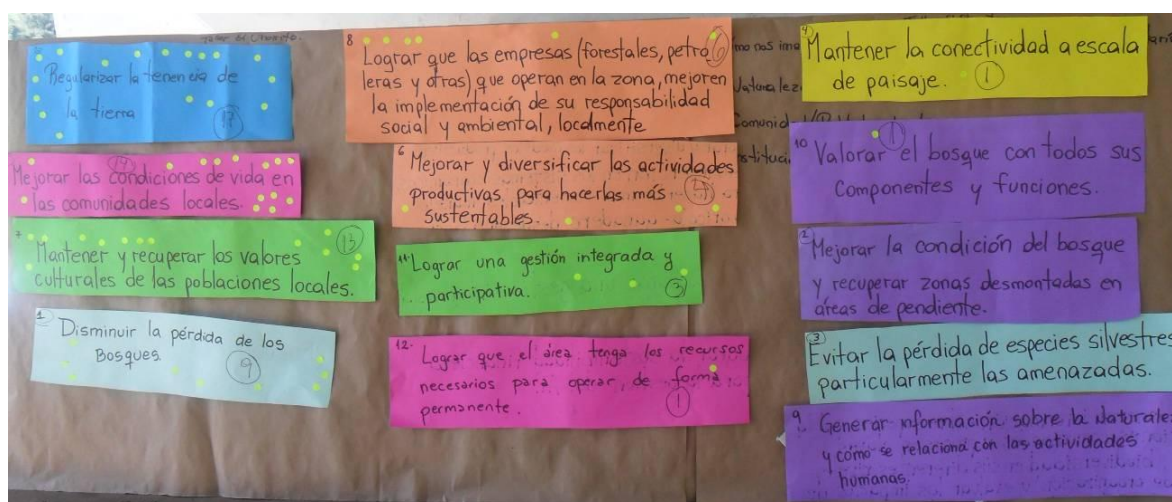 Regularizar la tenencia de
la tierra
Mejorar las condiciones de vida en
las comunidades locales.
7
Mantener y recuperar los valores
culturales de las poblaciones locales.
13
1
Disminuir la pérdida de los
Bosques
9
8
Lograr que las empresas (forestales, petro
leras y otras) que operan en la zona, mejoren
la implementación de su responsabilidad
social y ambiental, localmente
6
6
Mejorar y diversificar las actividades
productivas para hacerlas más
sustentables.
4
11.
Lograr una gestión integrada y
participativa.
3
12.
Lograr que el área tenga los recursos
necesarios para operar, de forma
permanente.
1
mo nos ima
4
Mantener la conectividad a escala
de paisaje.
1
10
1
Valorar el bosque con todos sus
componentes y funciones.
2
Mejorar la condición del bosque
y recuperar zonas desmontadas en
áreas de pendiente.
3
Evitar la pérdida de especies silvestres
particularmente las amenazadas.
9.
Generar información sobre la Naturale
y cómo se relaciona con las actividades
humanas.